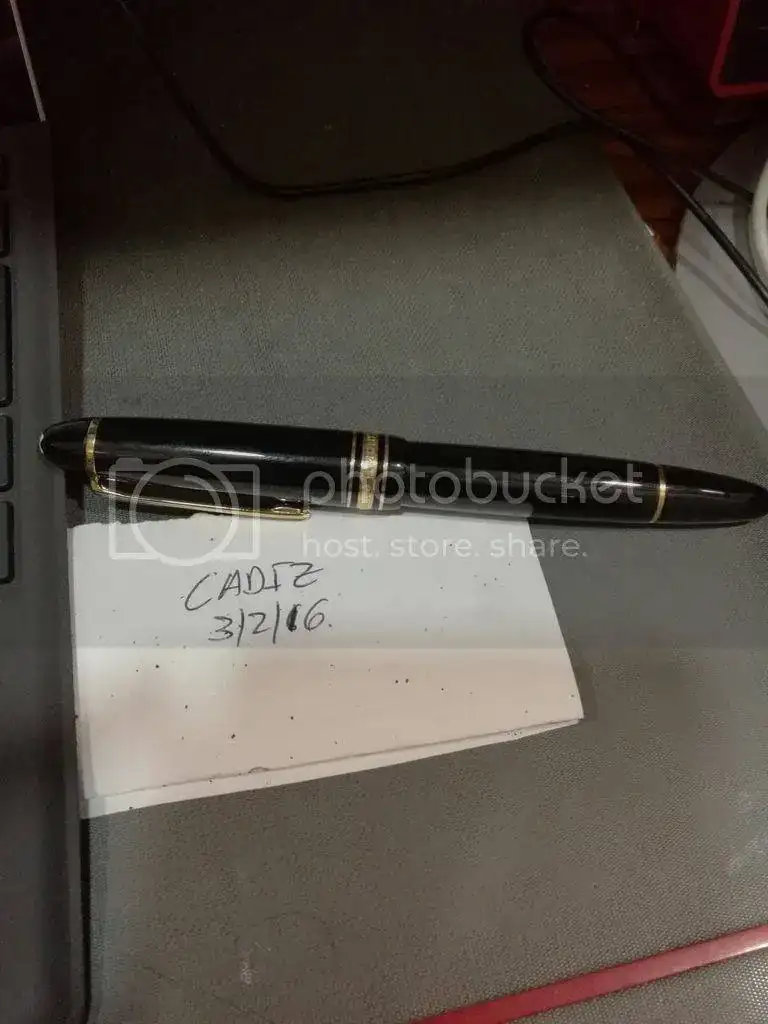 photobucket
host. store. share.
CADIZ
3/2/16.